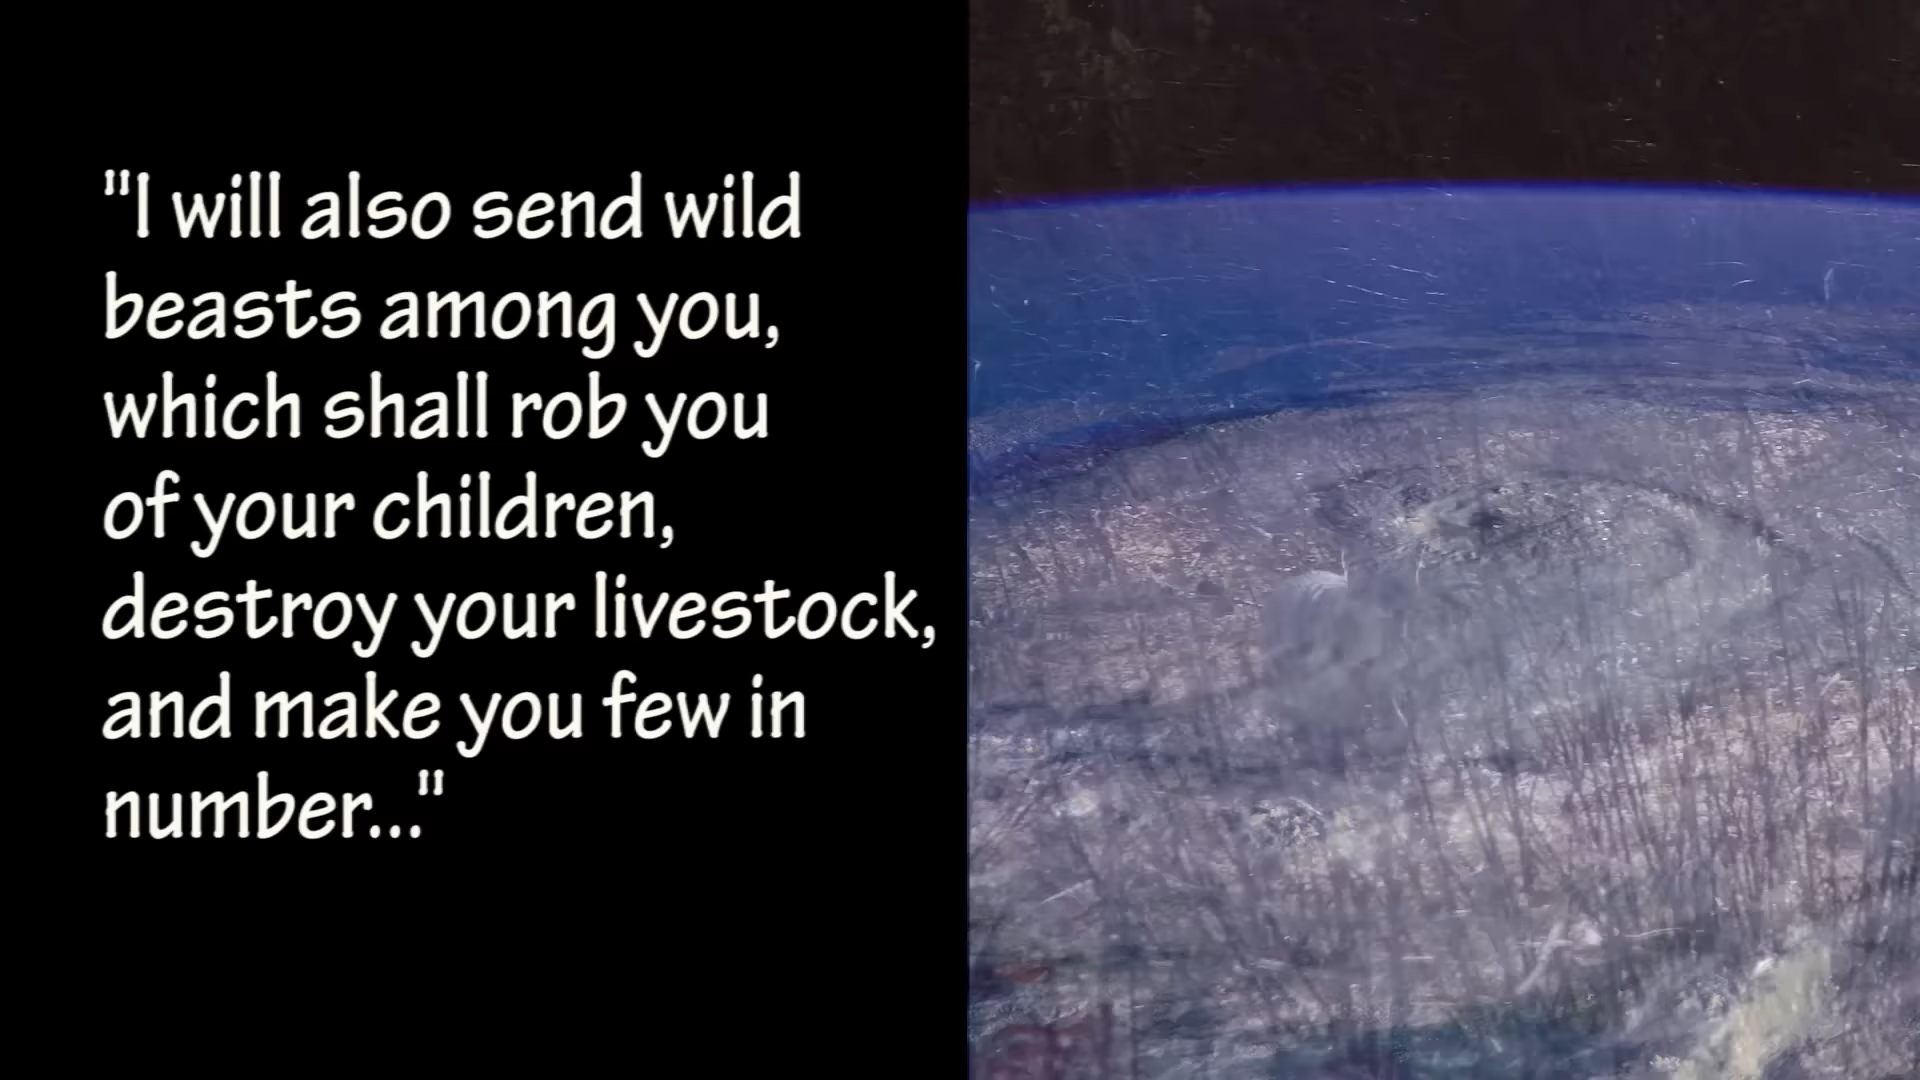 "I will also send wild
beasts among you,
which shall rob you
of your children,
destroy your livestock,
and make you few in
number..."